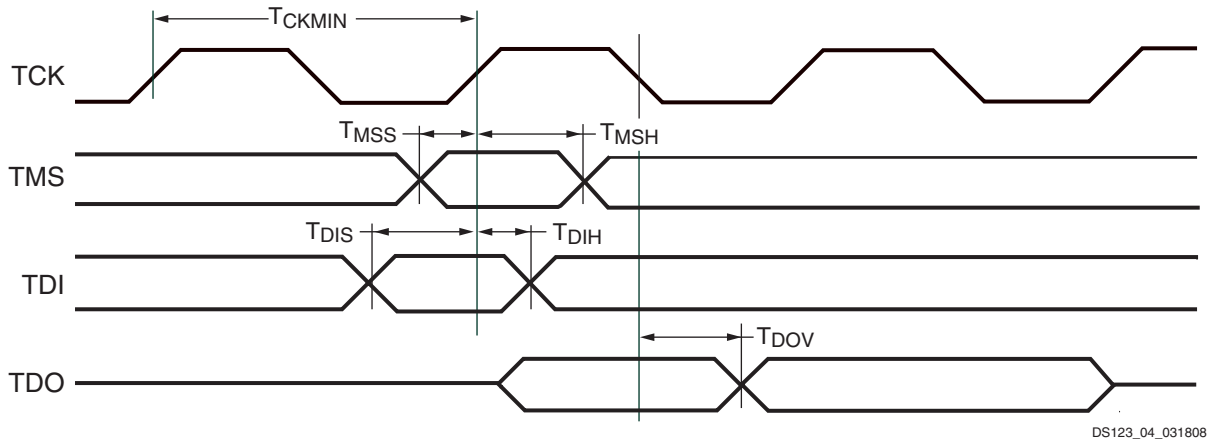 TCKMIN
TCK
TMSS
TMSH
TMS
TDIS
TDIH
TDI
TDOV
TDO
DS123_04_031808